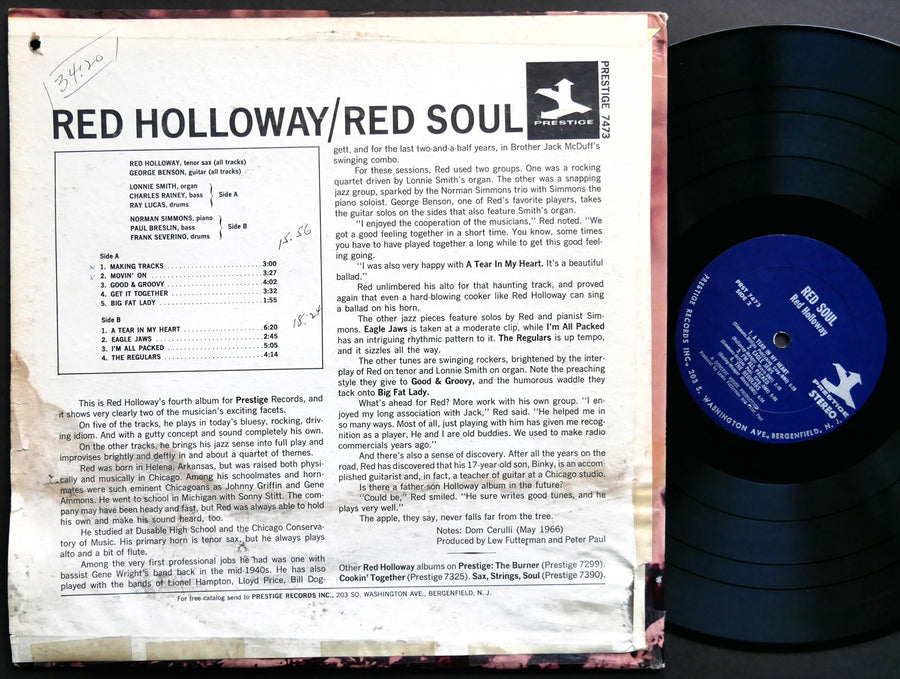 34:20
RED HOLLOWAY/RED SOUL
PRESTIGE
PRESTIGE 7473
RED HOLLOWAY, tenor sax (all tracks)
GEORGE BENSON, guitar (all tracks)
LONNIE SMITH, organ
CHARLES RAINEY, bass
RAY LUCAS, drums
Side A
NORMAN SIMMONS, piano
PAUL BRESLIN, bass
FRANK SEVERINO, drums
Side B
15:56
Side A
1. MAKING TRACKS . . . . . . . . . . . . . . . . . . . . 3:00
2. MOVIN' ON . . . . . . . . . . . . . . . . . . . . . . . 3:27
3. GOOD & GROOVY . . . . . . . . . . . . . . . . . . . 4:02
4. GET IT TOGETHER . . . . . . . . . . . . . . . . . . 3:32
5. BIG FAT LADY . . . . . . . . . . . . . . . . . . . . . 1:55
18:24
Side B
1. A TEAR IN MY HEART . . . . . . . . . . . . . . . . 6:20
2. EAGLE JAWS . . . . . . . . . . . . . . . . . . . . . . 2:45
3. I'M ALL PACKED . . . . . . . . . . . . . . . . . . . 5:05
4. THE REGULARS . . . . . . . . . . . . . . . . . . . . 4:14
This is Red Holloway's fourth album for Prestige Records, and
it shows very clearly two of the musician's exciting facets.
On five of the tracks, he plays in today's bluesy, rocking, driv-
ing idiom. And with a gutty concept and sound completely his own.
On the other tracks, he brings his jazz sense into full play and
improvises brightly and deftly in and about a quartet of themes.
Red was born in Helena, Arkansas, but was raised both physi-
cally and musically in Chicago. Among his schoolmates and horn-
mates were such eminent Chicagoans as Johnny Griffin and Gene
Ammons. He went to school in Michigan with Sonny Stitt. The com-
pany may have been heady and fast, but Red was always able to hold
his own and make his sound heard, too.
He studied at Dusable High School and the Chicago Conserva-
tory of Music. His primary horn is tenor sax, but he always plays
alto and a bit of flute.
Among the very first professional jobs he had was one with
bassist Gene Wright's band back in the mid-1940s. He has also
played with the bands of Lionel Hampton, Lloyd Price, Bill Dog-
gett, and for the last two-and-a-half years, in Brother Jack McDuff's
swinging combo.
For these sessions, Red used two groups. One was a rocking
quartet driven by Lonnie Smith's organ. The other was a snapping
jazz group, sparked by the Norman Simmons trio with Simmons the
piano soloist. George Benson, one of Red's favorite players, takes
the guitar solos on the sides that also feature Smith's organ.
"I enjoyed the cooperation of the musicians," Red noted. "We
got a good feeling together in a short time. You know, some times
you have to have played together a long while to get this good feel-
ing going.
"I was also very happy with A Tear In My Heart. It's a beautiful
ballad."
Red unlimbered his alto for that haunting track, and proved
again that even a hard-blowing cooker like Red Holloway can sing
a ballad on his horn.
The other jazz pieces feature solos by Red and pianist Sim-
mons. Eagle Jaws is taken at a moderate clip, while I'm All Packed
has an intriguing rhythmic pattern to it. The Regulars is up tempo,
and it sizzles all the way.
The other tunes are swinging rockers, brightened by the inter-
play of Red on tenor and Lonnie Smith on organ. Note the preaching
style they give to Good & Groovy, and the humorous waddle they
tack onto Big Fat Lady.
What's ahead for Red? More work with his own group. "I en-
joyed my long association with Jack," Red said. "He helped me in
so many ways. Most of all, just playing with him has given me recog-
nition as a player. He and I are old buddies. We used to make radio
commercials years ago."
And there's also a sense of discovery. After all the years on the
road, Red has discovered that his 17-year-old son, Binky, is an accom-
plished guitarist and, in fact, a teacher of guitar at a Chicago studio.
Is there a father-son Holloway album in the future?
"Could be," Red smiled. "He sure writes good tunes, and he
plays very well."
The apple, they say, never falls far from the tree.
Notes: Dom Cerulli (May 1966)
Produced by Lew Futterman and Peter Paul
Other Red Holloway albums on Prestige: The Burner (Prestige 7299).
Cookin' Together (Prestige 7325). Sax, Strings, Soul (Prestige 7390).
For free catalog send to PRESTIGE RECORDS INC., 203 SO. WASHINGTON AVE., BERGENFIELD, N. J.
RED SOUL
Red Holloway
PRST 7473
SIDE 2
1. A TEAR IN MY HEART
2. EAGLE JAWS
3. I'M ALL PACKED
4. THE REGULARS
PRESTIGE
STEREO
PRESTIGE RECORDS INC., 203 S. WASHINGTON AVE., BERGENFIELD, N. J.